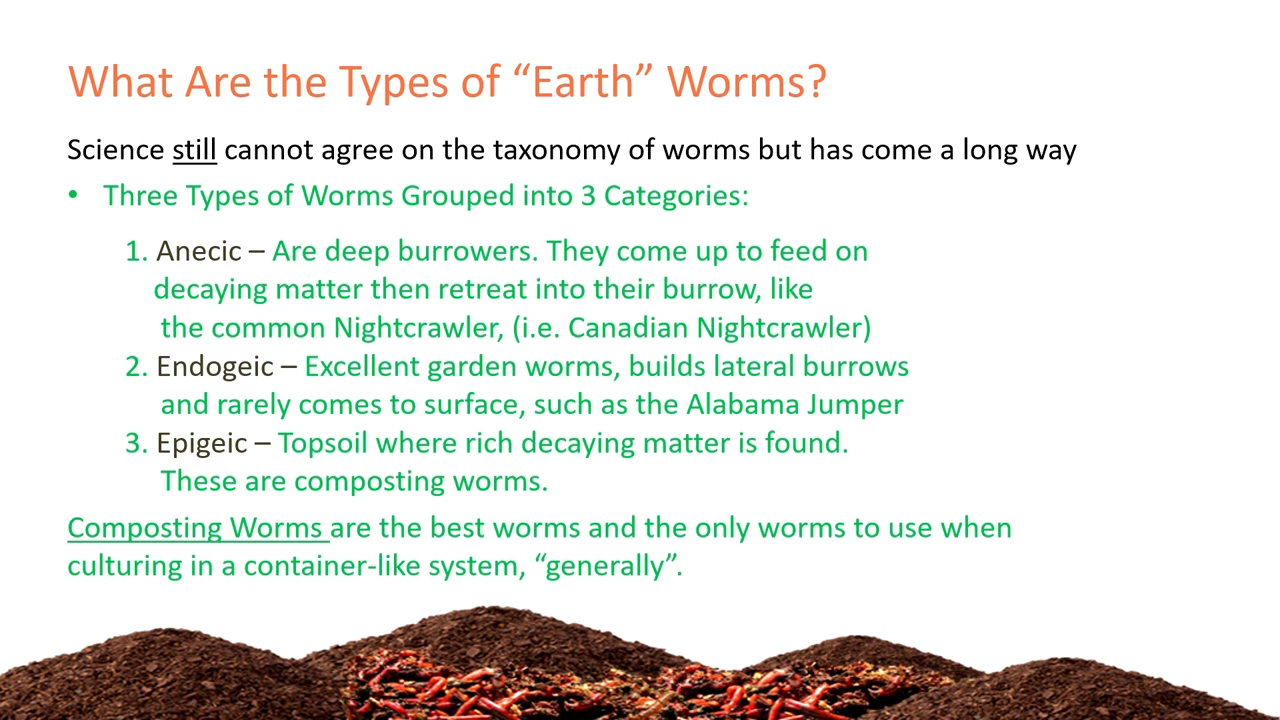 What Are the Types of “Earth” Worms?
Science still cannot agree on the taxonomy of worms but has come a long way
• Three Types of Worms Grouped into 3 Categories:
1. Anecic – Are deep burrowers. They come up to feed on
decaying matter then retreat into their burrow, like
the common Nightcrawler, (i.e. Canadian Nightcrawler)
2. Endogeic – Excellent garden worms, builds lateral burrows
and rarely comes to surface, such as the Alabama Jumper
3. Epigeic – Topsoil where rich decaying matter is found.
These are composting worms.
Composting Worms are the best worms and the only worms to use when
culturing in a container-like system, “generally”.